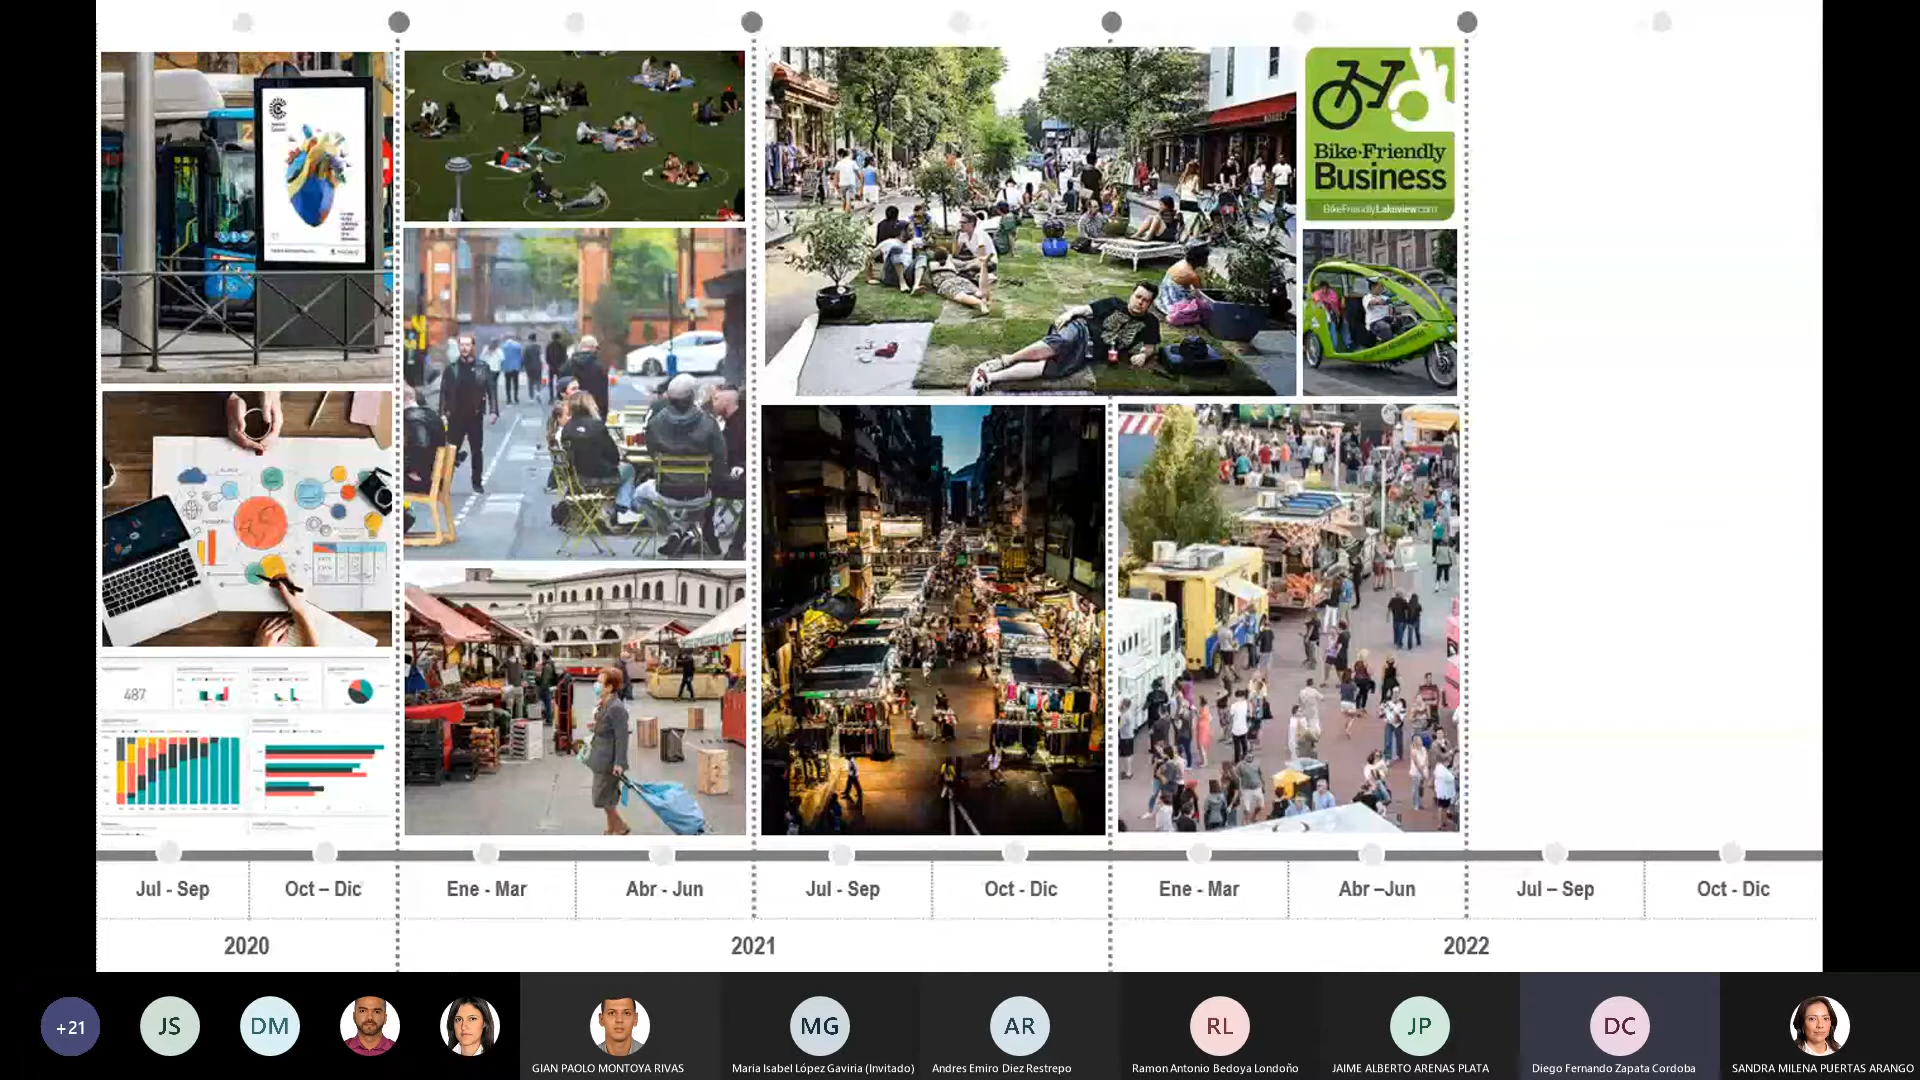 Bike-Friendly
Business
BikeFriendlyLakeview.com
487
Jul - Sep
Oct – Dic
Ene - Mar
Abr - Jun
Jul - Sep
Oct - Dic
Ene - Mar
Abr –Jun
Jul – Sep
Oct - Dic
2020
2021
2022
+21
JS
DM
MG
AR
RL
JP
DC
GIAN PAOLO MONTOYA RIVAS
Maria Isabel López Gaviria (Invitado)
Andres Emiro Diez Restrepo
Ramon Antonio Bedoya Londoño
JAIME ALBERTO ARENAS PLATA
Diego Fernando Zapata Cordoba
SANDRA MILENA PUERTAS ARANGO